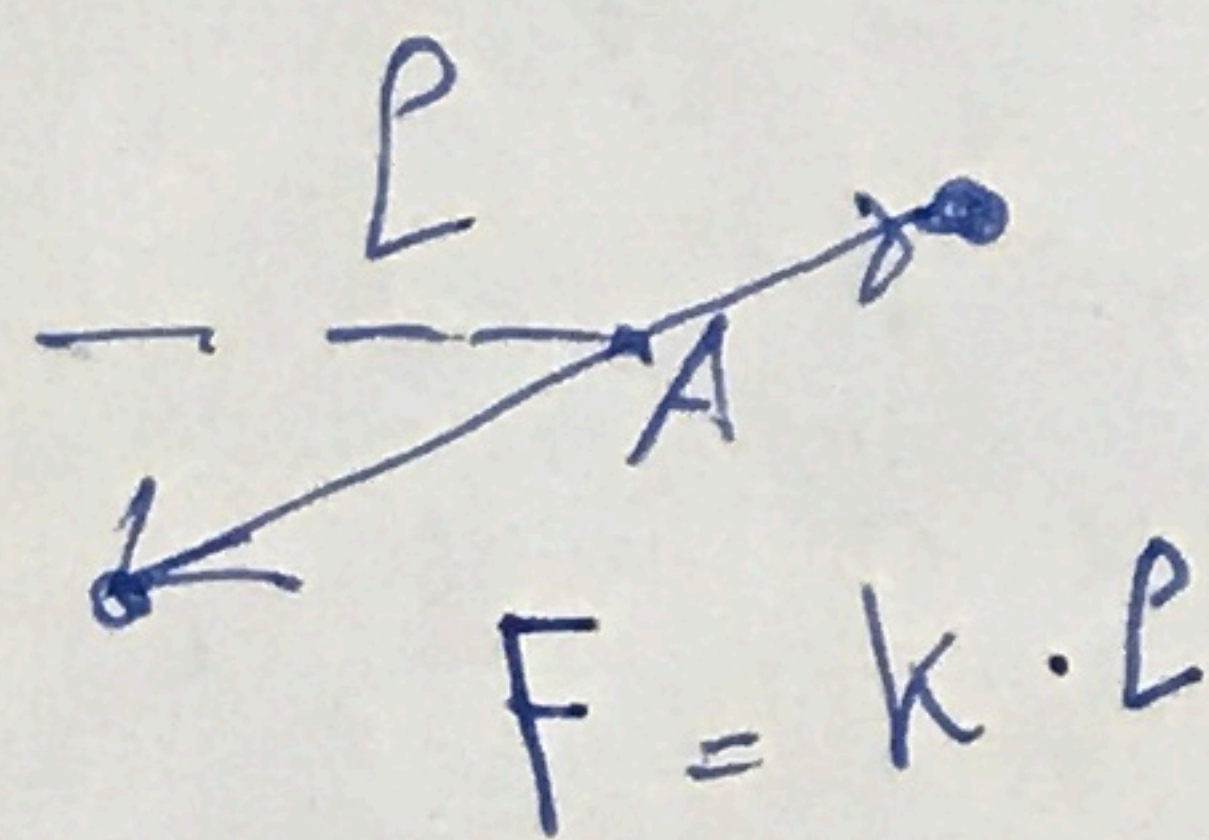 ℓ
A
F = k · ℓ